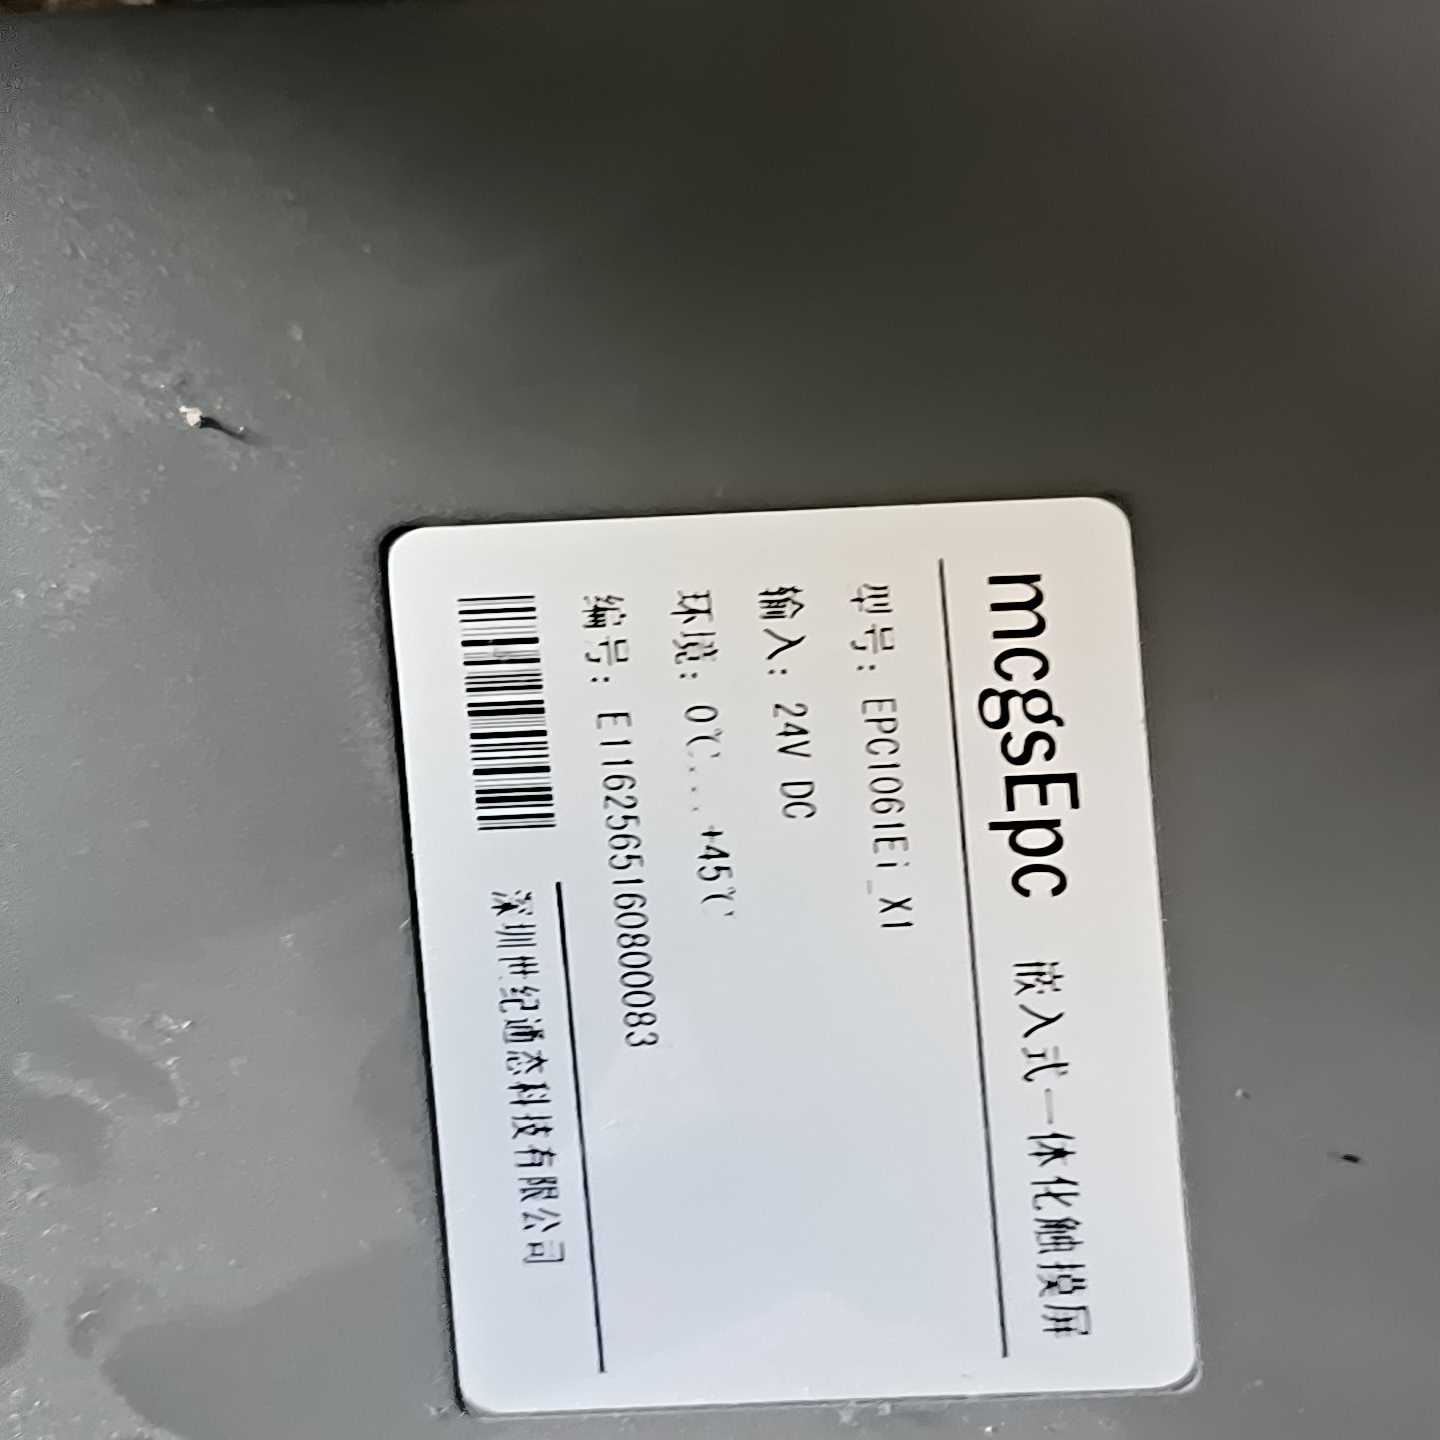 mcgsEpc 嵌入式一体化触摸屏
型号: EPC1061Ei_X1
输入: 24V DC
环境: 0℃...+45℃
编号: E1162565160800083
深圳世纪通态科技有限公司